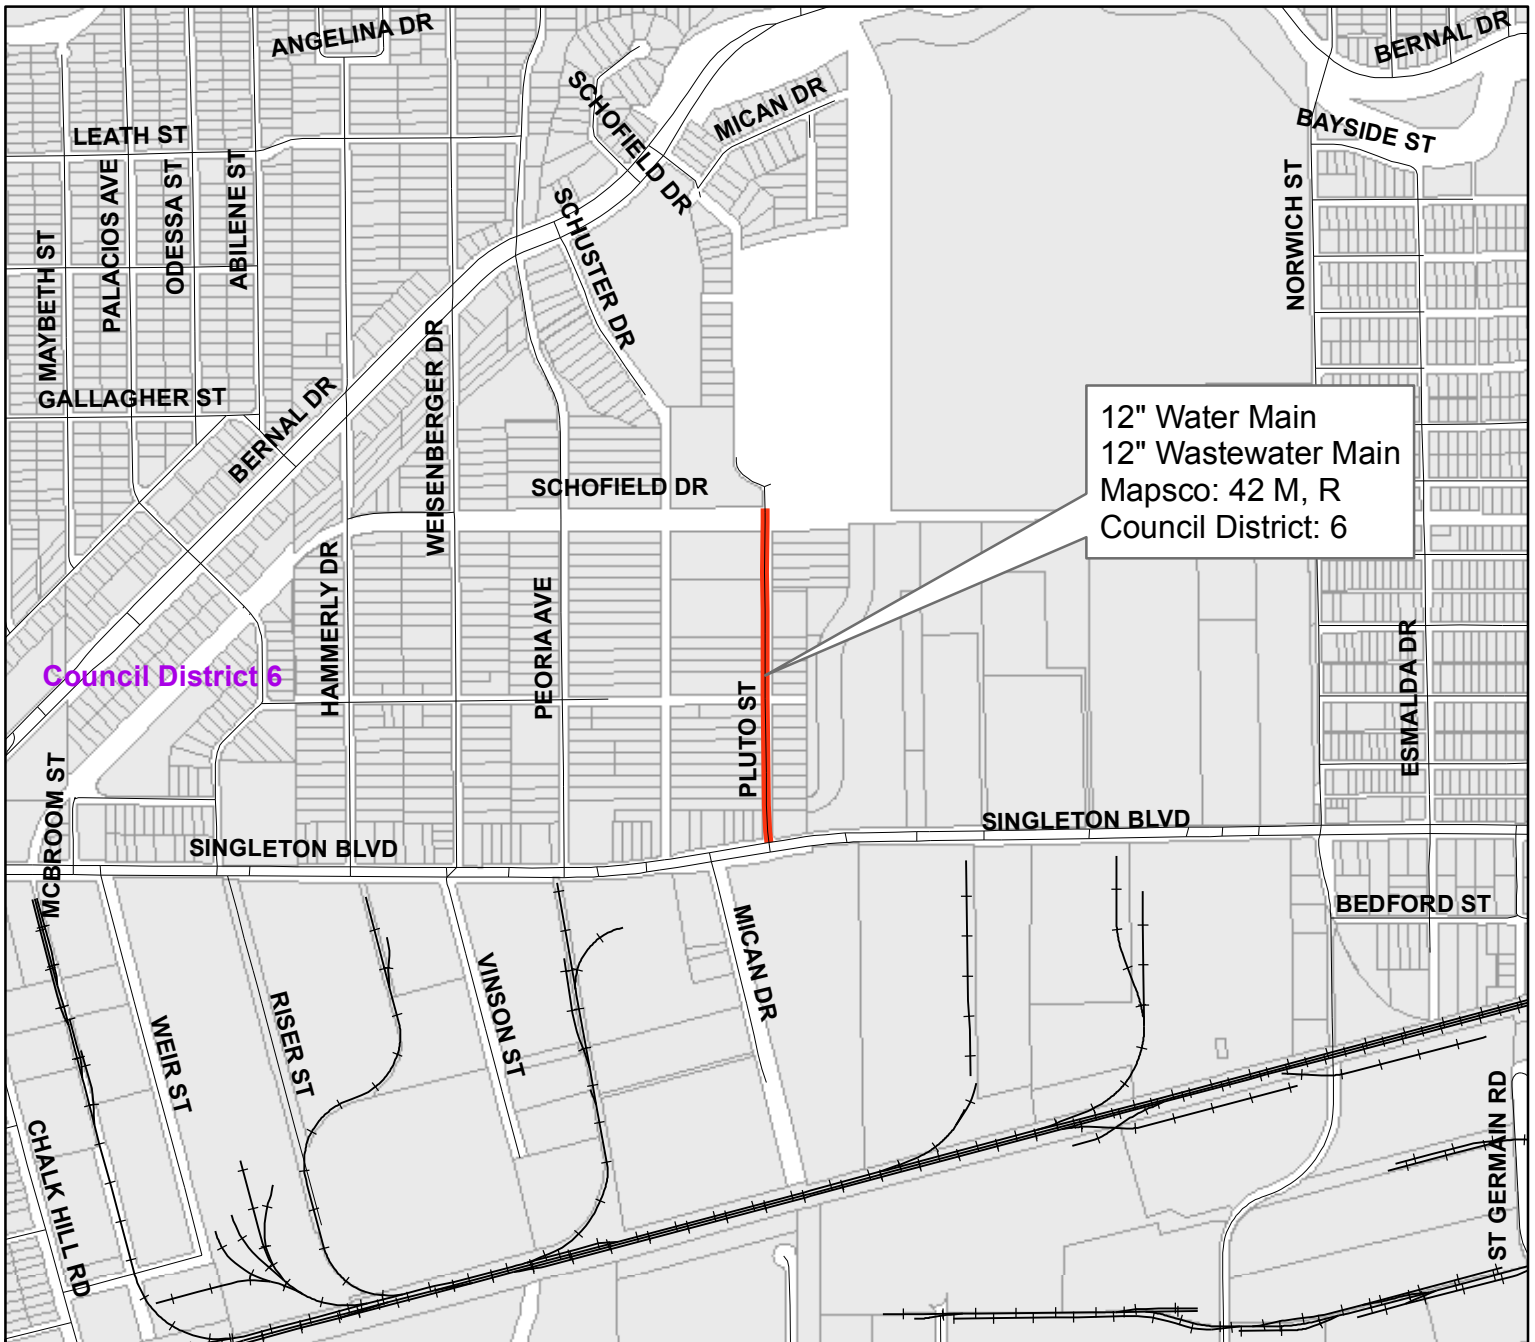 ANGELINA DR
BERNAL DR
SCHOFIELD DR
MICAN DR
LEATH ST
BAYSIDE ST
PALACIOS AVE
ODESSA ST
ABILENE ST
MAYBETH ST
SCHUSTER DR
NORWICH ST
GALLAGHER ST
BERNAL DR
WEISENBERGER DR
12" Water Main
12" Wastewater Main
Mapsco: 42 M, R
Council District: 6
SCHOFIELD DR
HAMMERLY DR
PEORIA AVE
Council District 6
PLUTO ST
ESMALDA DR
MCBROOM ST
SINGLETON BLVD
SINGLETON BLVD
BEDFORD ST
MICAN DR
VINSON ST
RISER ST
WEIR ST
CHALK HILL RD
ST GERMAIN RD